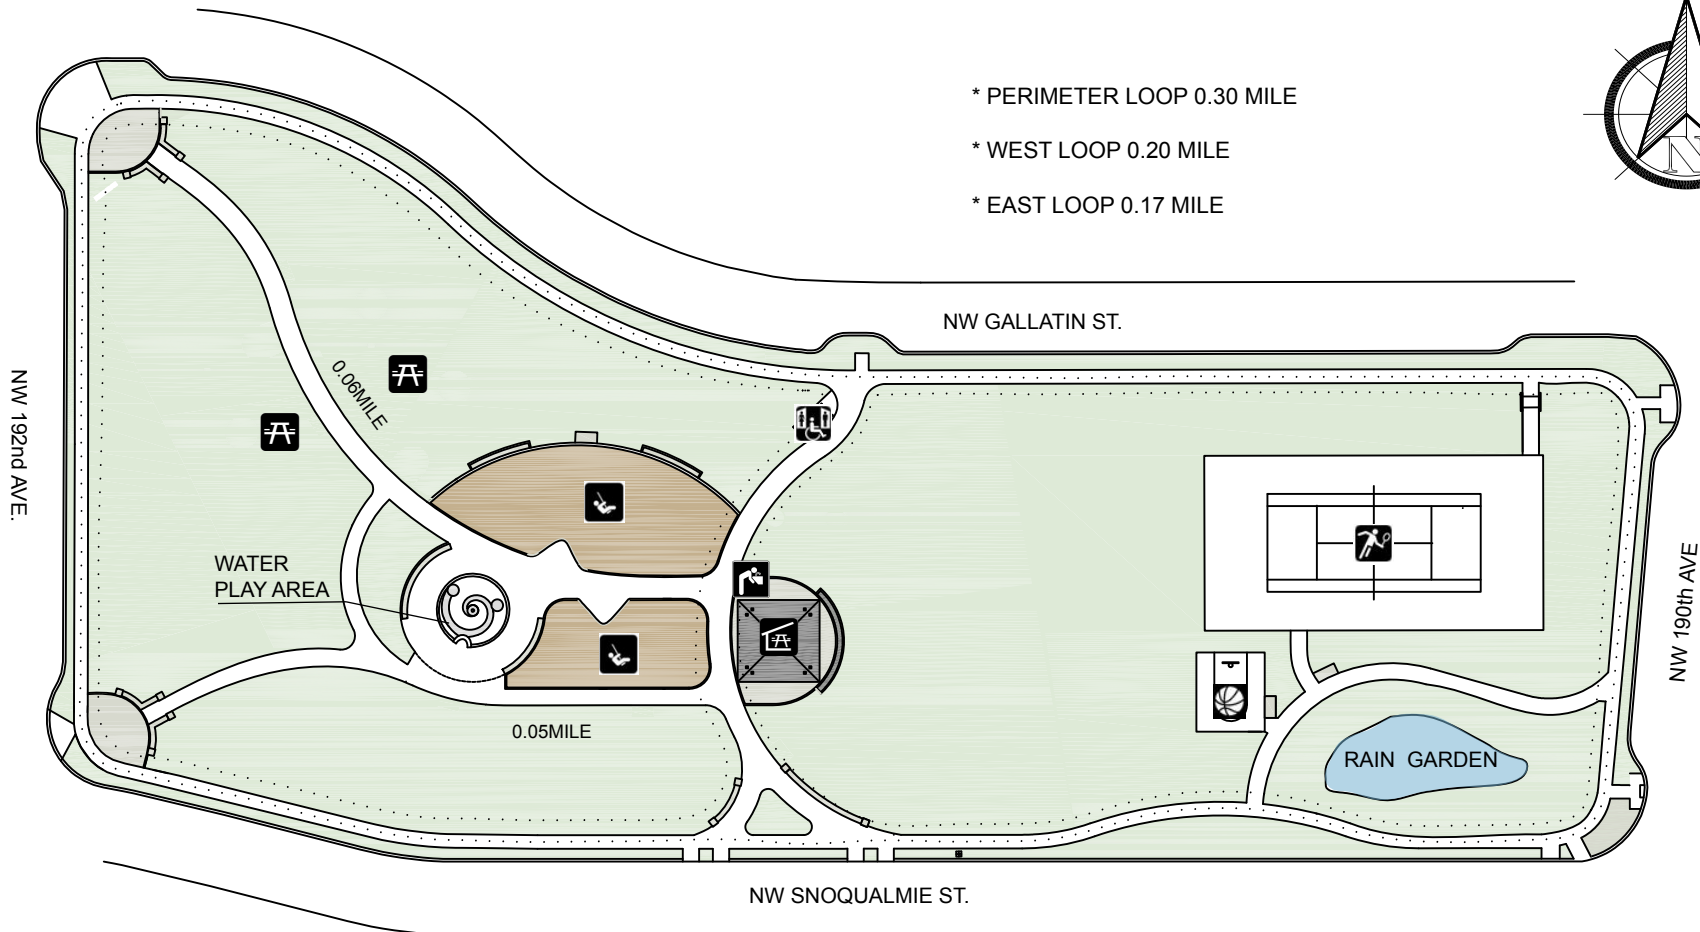 * PERIMETER LOOP 0.30 MILE
* WEST LOOP 0.20 MILE
* EAST LOOP 0.17 MILE
N
NW GALLATIN ST.
NW 192nd AVE.
0.06MILE
WATER
PLAY AREA
NW 190th AVE
0.05MILE
RAIN GARDEN
NW SNOQUALMIE ST.